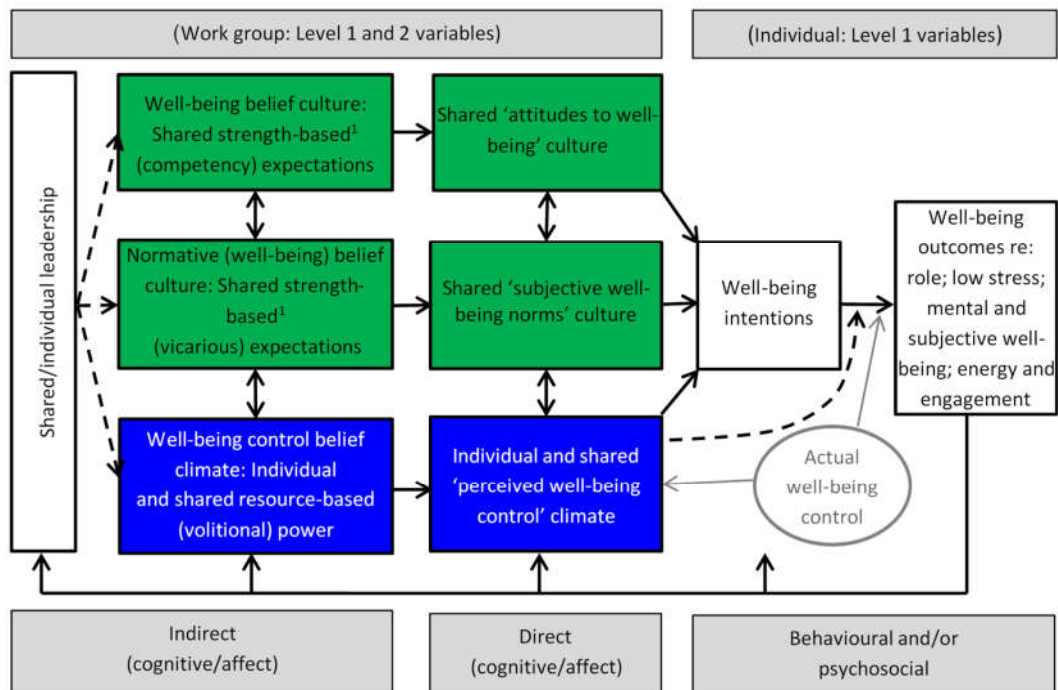 (Work group: Level 1 and 2 variables)
(Individual: Level 1 variables)
Shared/individual leadership
Well-being belief culture:
Shared strength-based¹
(competency) expectations
Shared ‘attitudes to well-
being’ culture
Normative (well-being) belief
culture: Shared strength-
based¹
(vicarious) expectations
Shared ‘subjective well-
being norms’ culture
Well-being
intentions
Well-being
outcomes re:
role; low stress;
mental and
subjective well-
being; energy and
engagement
Well-being control belief
climate: Individual
and shared resource-based
(volitional) power
Individual and shared
‘perceived well-being
control’ climate
Actual
well-being
control
Indirect
(cognitive/affect)
Direct
(cognitive/affect)
Behavioural and/or
psychosocial